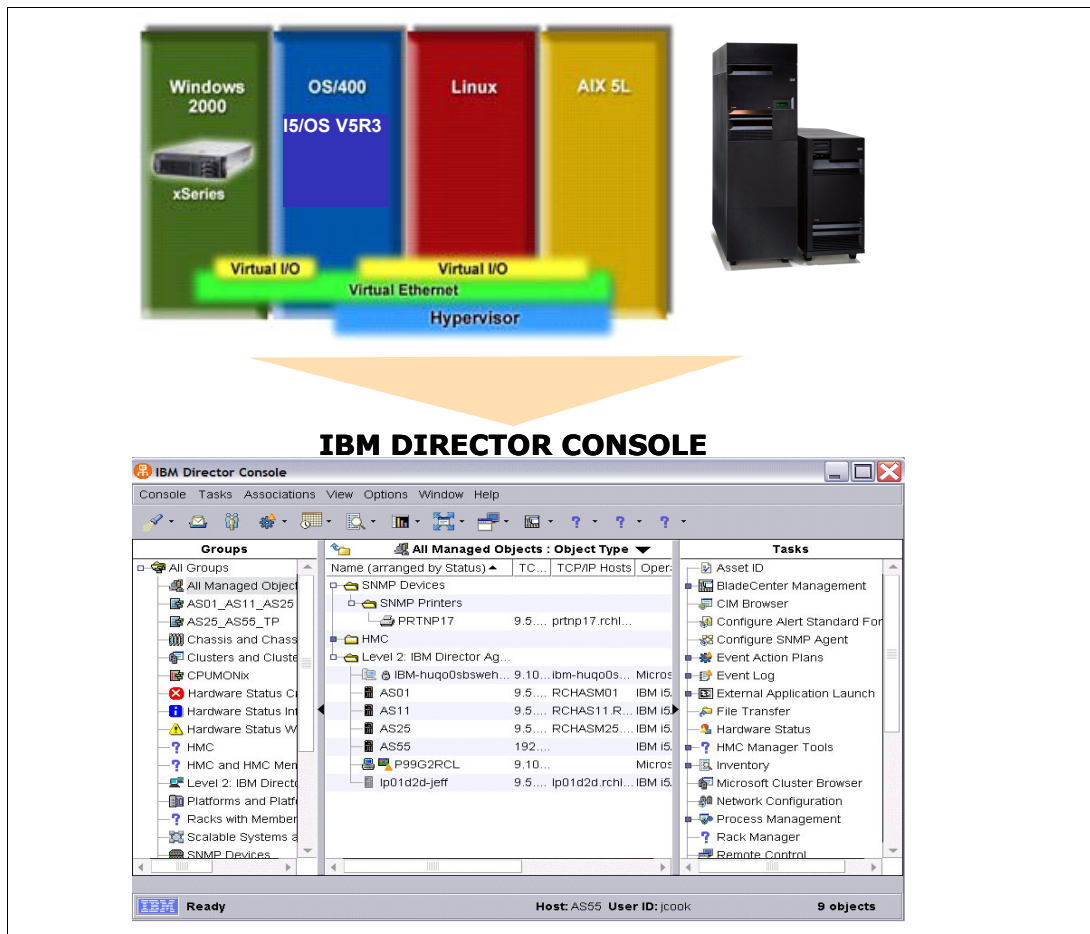 Windows
2000
OS/400
Linux
AIX 5L
I5/OS V5R3
xSeries
Virtual I/O
Virtual I/O
Virtual Ethernet
Hypervisor
IBM DIRECTOR CONSOLE
IBM Director Console
Console Tasks Associations View Options Window Help
Groups
All Groups
All Managed Object
AS01_AS11_AS25
AS25_AS55_TP
Chassis and Chass
Clusters and Cluste
CPUMONix
Hardware Status Cr
Hardware Status Int
Hardware Status W
HMC
HMC and HMC Men
Level 2: IBM Directo
Platforms and Platfo
Racks with Member
Scalable Systems a
SNMP Devices
All Managed Objects : Object Type
Name (arranged by Status) TC... TCP/IP Hosts Oper
SNMP Devices
SNMP Printers
PRTNP17 9.5.... prtnp17.rchl...
HMC
Level 2: IBM Director Ag...
IBM-huqo0sbsweh... 9.10... ibm-huqo0s... Micros
AS01 9.5.... RCHASM01 IBM i5
AS11 9.5.... RCHAS11.R... IBM i5
AS25 9.5.... RCHASM25.... IBM i5
AS55 192.... IBM i5
P99G2RCL 9.10... Micros
lp01d2d-jeff 9.5.... lp01d2d.rchl... IBM i5
Tasks
Asset ID
BladeCenter Management
CIM Browser
Configure Alert Standard For
Configure SNMP Agent
Event Action Plans
Event Log
External Application Launch
File Transfer
Hardware Status
HMC Manager Tools
Inventory
Microsoft Cluster Browser
Network Configuration
Process Management
Rack Manager
Remote Control
IBM Ready Host: AS55 User ID: jcook 9 objects